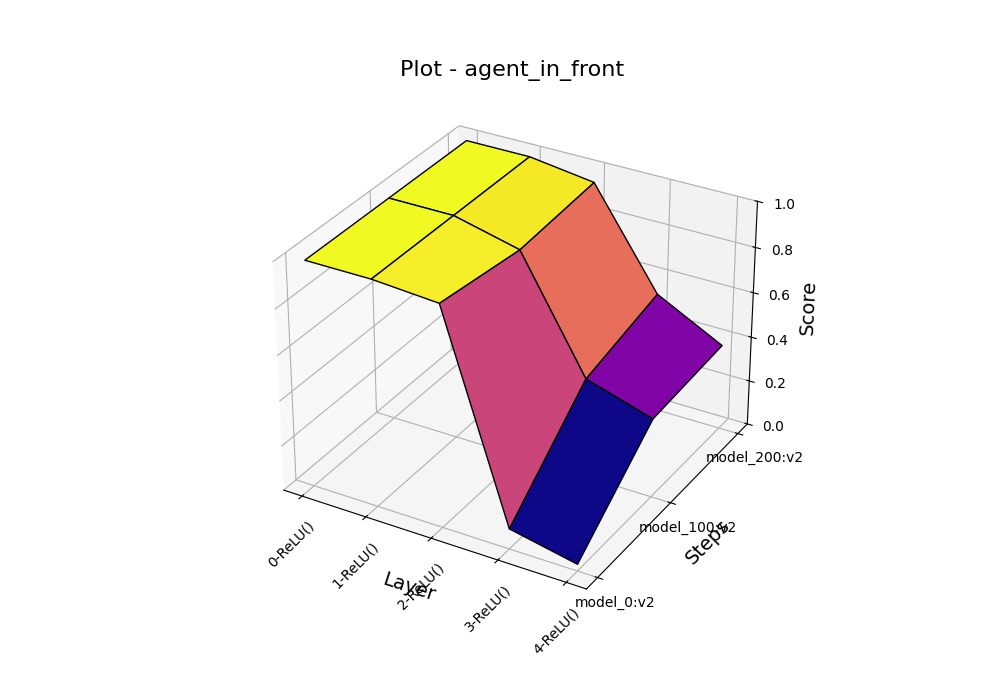 Plot - agent_in_front
1.0
0.8
0.6
0.4
0.2
0.0
Score
model_200:v2
model_100:v2
model_0:v2
Steps
0-ReLU()
1-ReLU()
2-ReLU()
3-ReLU()
4-ReLU()
Layer